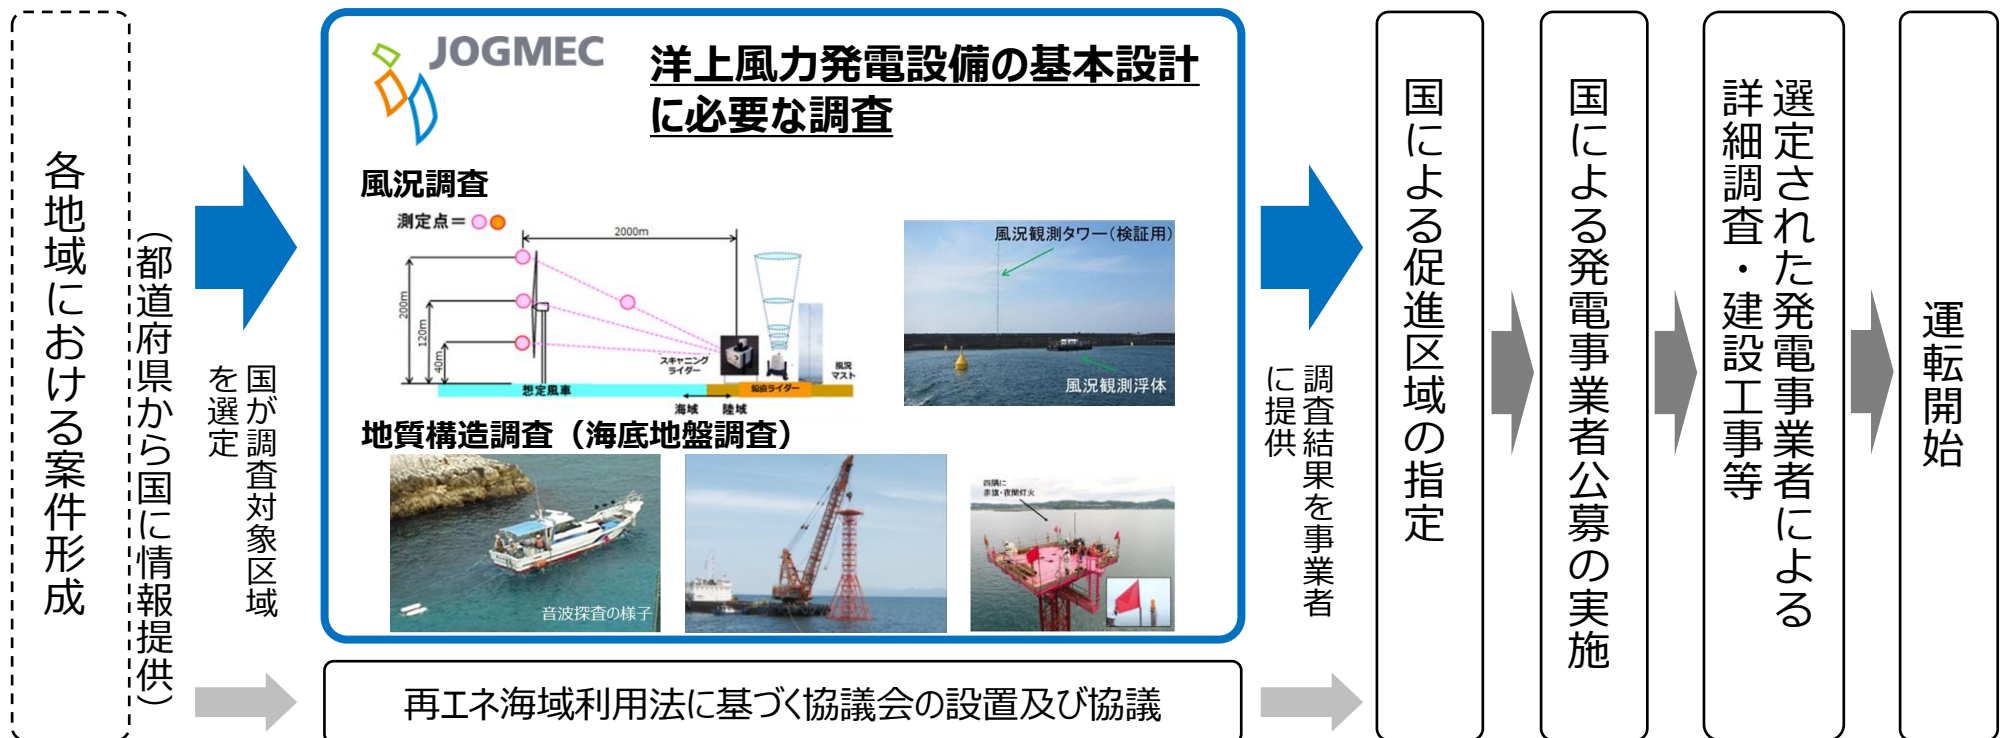 各地域における案件形成
（都道府県から国に情報提供）
国が調査対象区域
を選定
JOGMEC
洋上風力発電設備の基本設計
に必要な調査
風況調査
測定点＝
2000m
200m
120m
40m
スキャニング
ライダー
風況
マスト
想定風車
鉛直ライダー
海域
陸域
風況観測タワー（検証用）
風況観測浮体
地質構造調査（海底地盤調査）
音波探査の様子
四隅に
赤旗・夜間灯火
再エネ海域利用法に基づく協議会の設置及び協議
調査結果を事業者
に提供
国による促進区域の指定
国による発電事業者公募の実施
選定された発電事業者による
詳細調査・建設工事等
運転開始